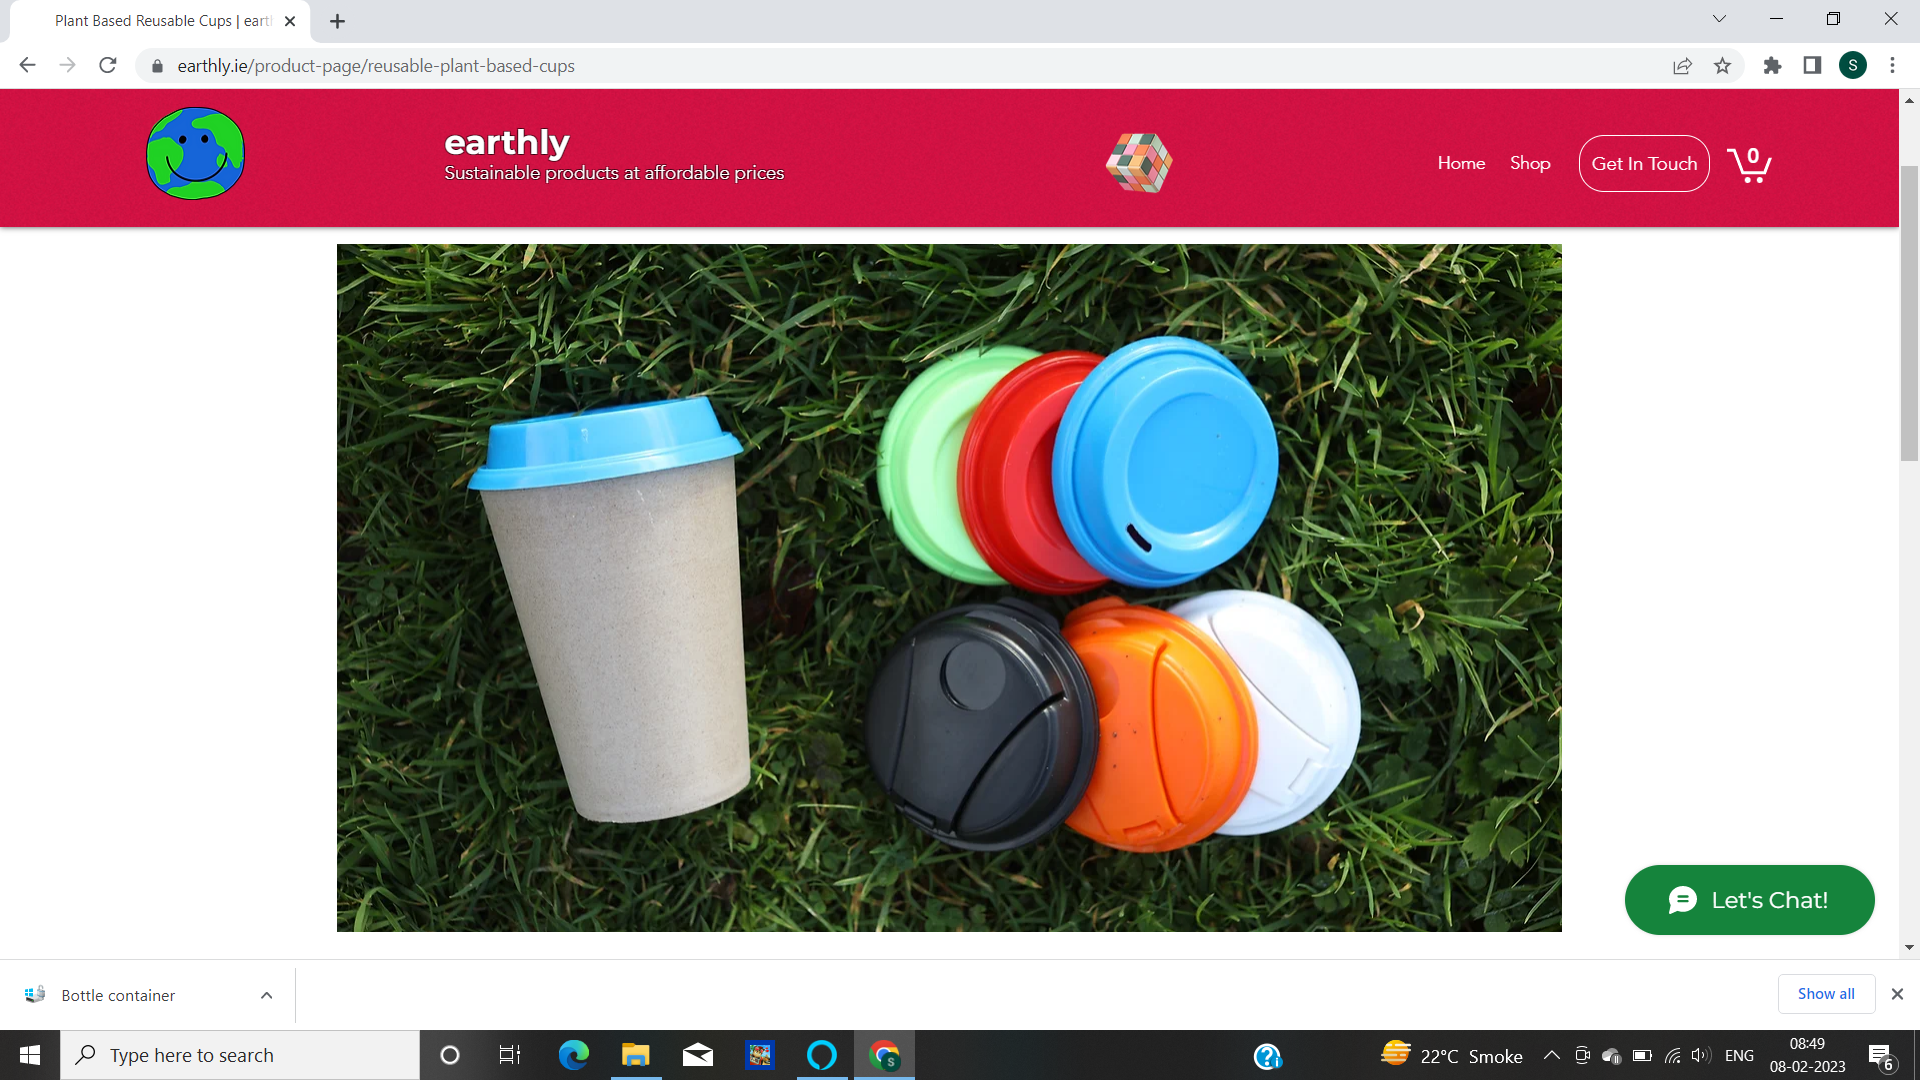 Plant Based Reusable Cups | eart
earthly.ie/product-page/reusable-plant-based-cups
S
earthly
Sustainable products at affordable prices
Home
Shop
Get In Touch
0
Let's Chat!
Bottle container
Show all
Type here to search
S
22°C Smoke
ENG
08:49
08-02-2023
6